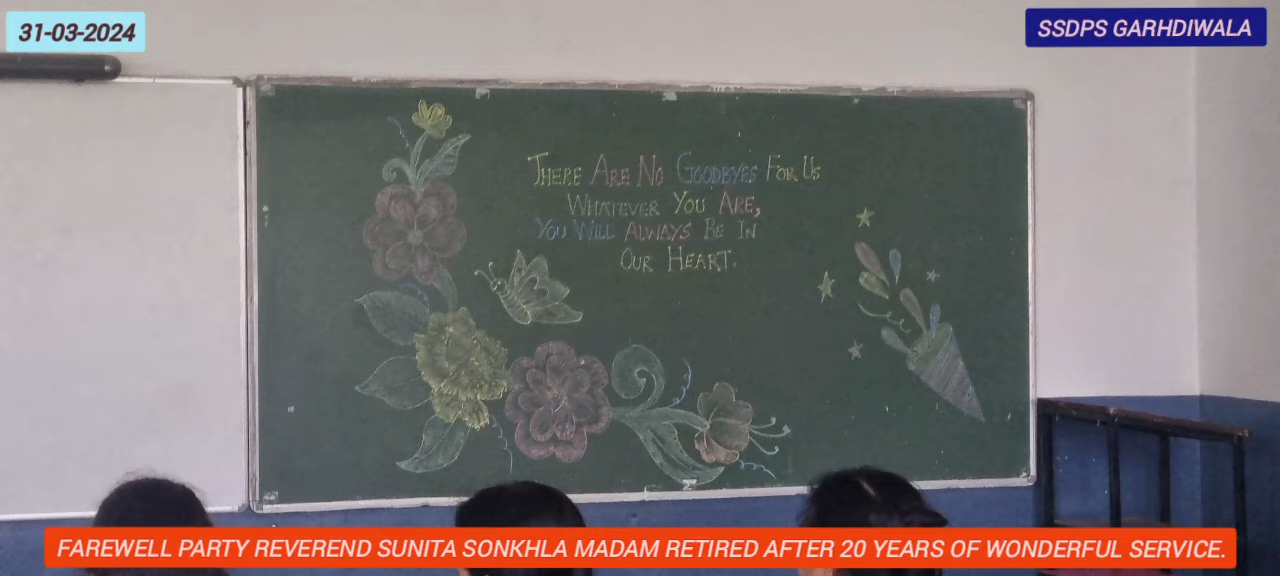 31-03-2024
SSDPS GARHDIWALA
THERE ARE NO GOODBYES FOR US
WHATEVER YOU ARE,
YOU WILL ALWAYS BE IN
OUR HEART.
FAREWELL PARTY REVEREND SUNITA SONKHLA MADAM RETIRED AFTER 20 YEARS OF WONDERFUL SERVICE.